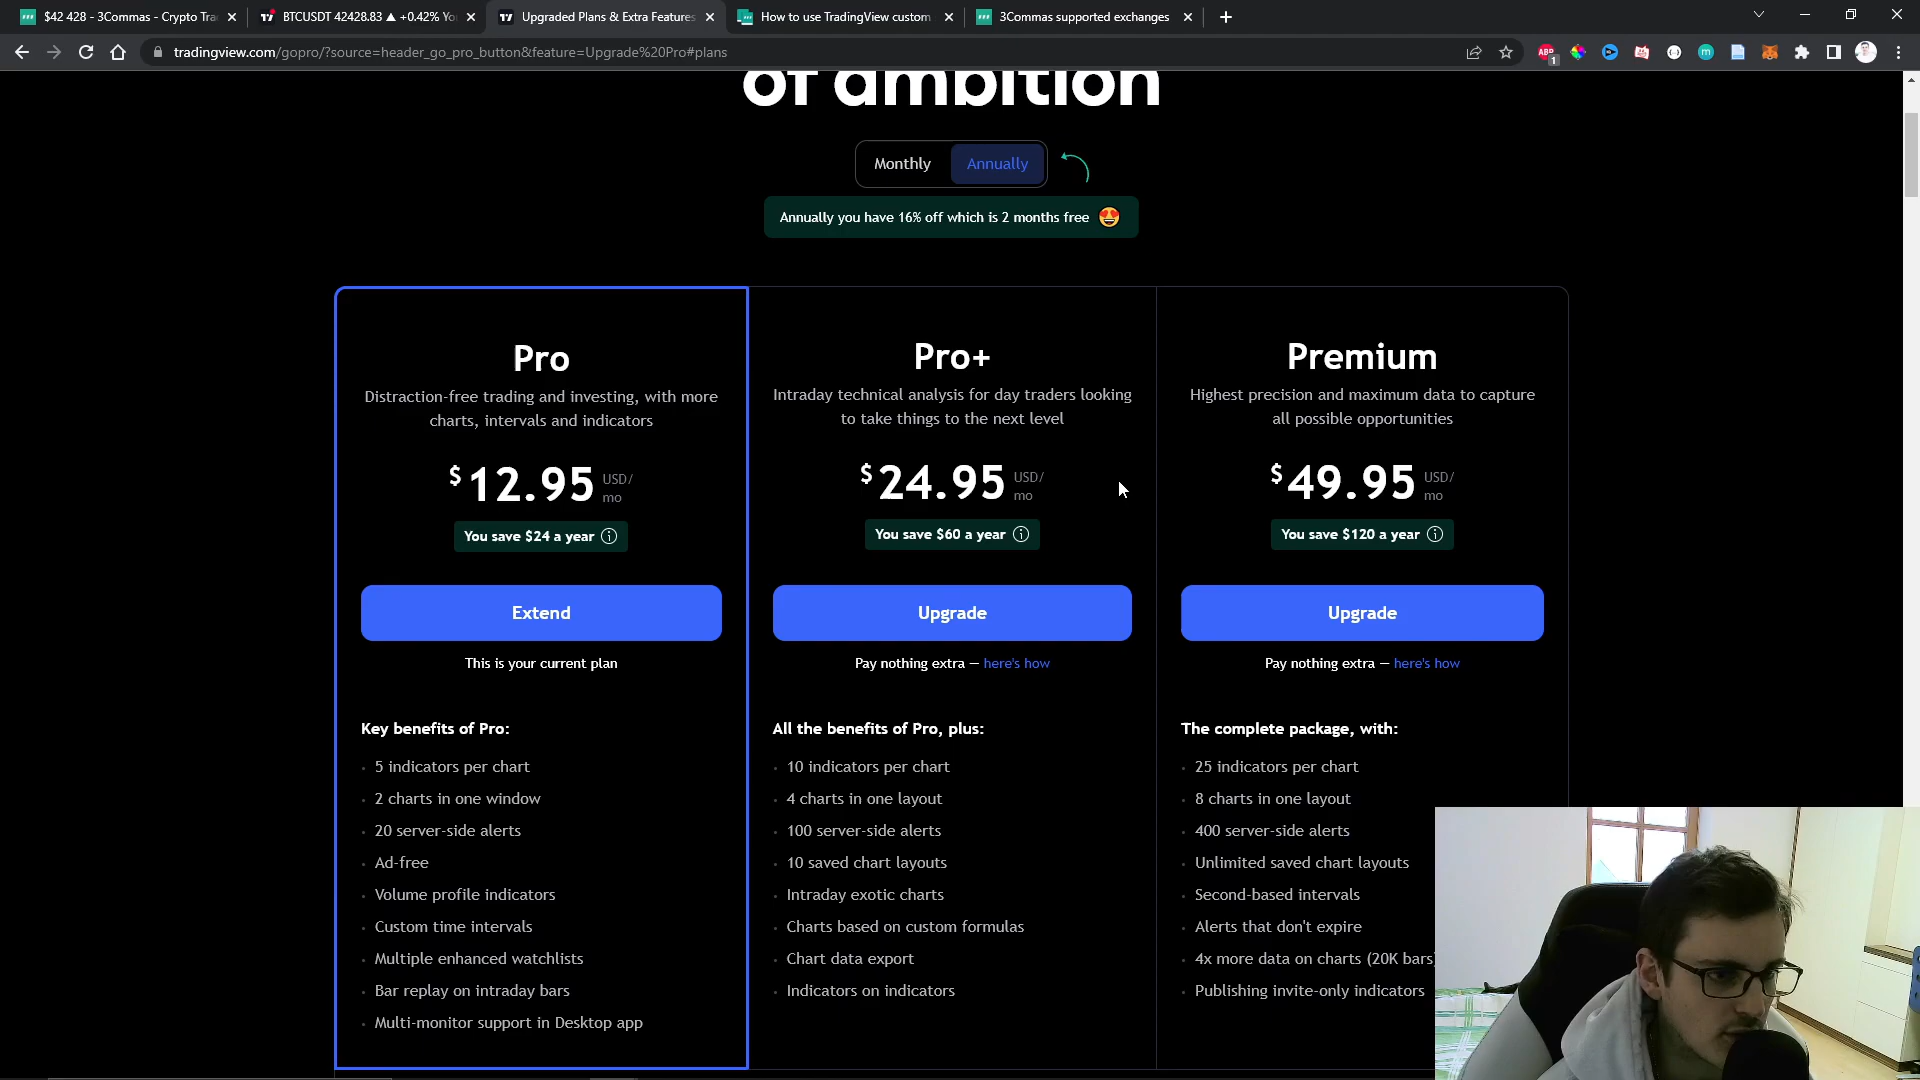 $42 428 - 3Commas - Crypto Tra
BTCUSDT 42428.83 ▲ +0.42% Yo
Upgraded Plans & Extra Features
How to use TradingView custom
3Commas supported exchanges
tradingview.com/gopro/?source=header_go_pro_button&feature=Upgrade%20Pro#plans
ABP
1
of ambition
Monthly
Annually
Annually you have 16% off which is 2 months free 😍
Pro
Distraction-free trading and investing, with more
charts, intervals and indicators
$12.95 USD/
mo
You save $24 a year
Extend
This is your current plan
Key benefits of Pro:
5 indicators per chart
2 charts in one window
20 server-side alerts
Ad-free
Volume profile indicators
Custom time intervals
Multiple enhanced watchlists
Bar replay on intraday bars
Multi-monitor support in Desktop app
Pro+
Intraday technical analysis for day traders looking
to take things to the next level
$24.95 USD/
mo
You save $60 a year
Upgrade
Pay nothing extra — here's how
All the benefits of Pro, plus:
10 indicators per chart
4 charts in one layout
100 server-side alerts
10 saved chart layouts
Intraday exotic charts
Charts based on custom formulas
Chart data export
Indicators on indicators
Premium
Highest precision and maximum data to capture
all possible opportunities
$49.95 USD/
mo
You save $120 a year
Upgrade
Pay nothing extra — here's how
The complete package, with:
25 indicators per chart
8 charts in one layout
400 server-side alerts
Unlimited saved chart layouts
Second-based intervals
Alerts that don't expire
4x more data on charts (20K bars)
Publishing invite-only indicators